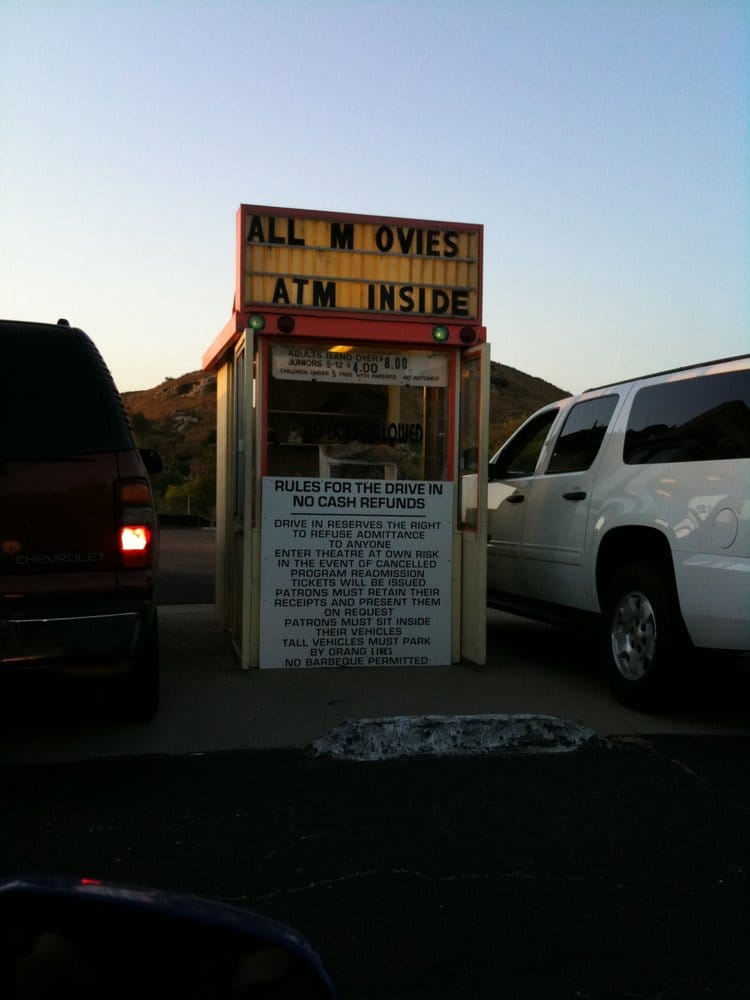 ALL M OVIES
ATM INSIDE
ADULTS 13 AND OVER $8.00
JUNIORS 5-12 $4.00
CHILDREN UNDER 5 FREE WITH PARENTS NO REFUNDS
NO DOGS ALLOWED
RULES FOR THE DRIVE IN
NO CASH REFUNDS
DRIVE IN RESERVES THE RIGHT
TO REFUSE ADMITTANCE
TO ANYONE
ENTER THEATRE AT OWN RISK
IN THE EVENT OF CANCELLED
PROGRAM READMISSION
TICKETS WILL BE ISSUED
PATRONS MUST RETAIN THEIR
RECEIPTS AND PRESENT THEM
ON REQUEST
PATRONS MUST SIT INSIDE
THEIR VEHICLES
TALL VEHICLES MUST PARK
BY ORANG LINES
NO BARBEQUE PERMITTED
CHEVROLET